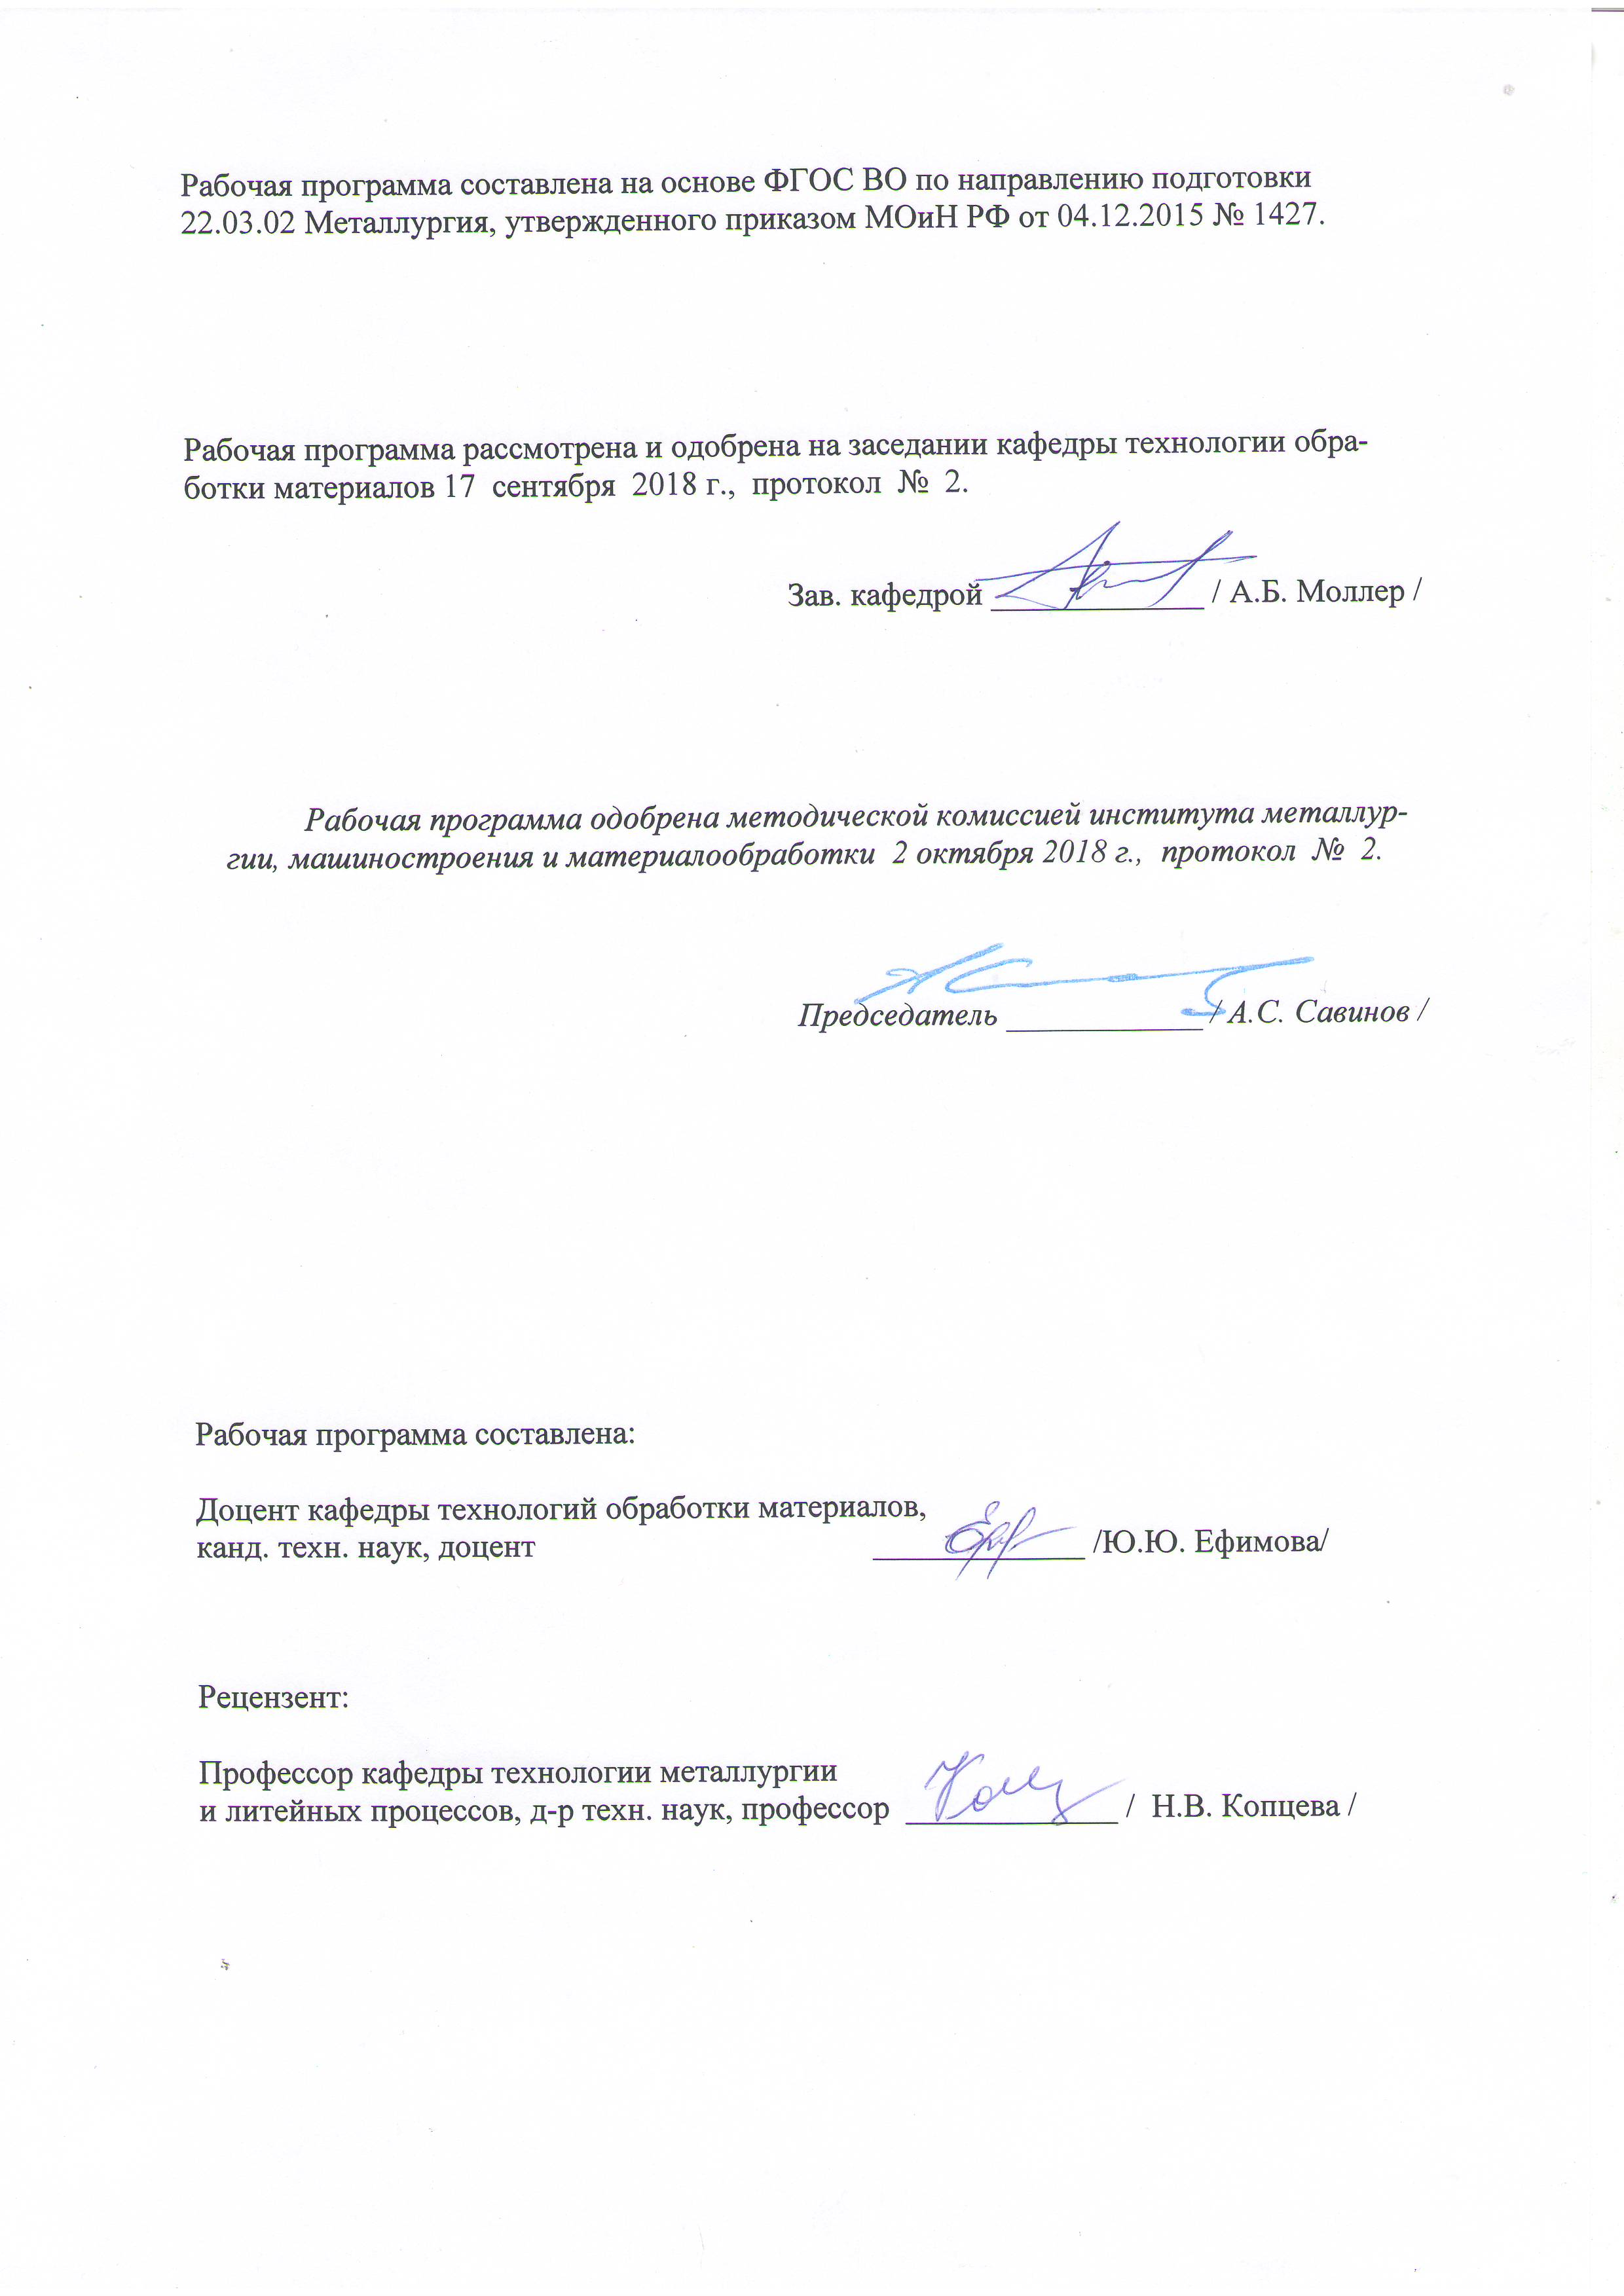 Рабочая программа составлена на основе ФГОС ВО по направлению подготовки
22.03.02 Металлургия, утвержденного приказом МОиН РФ от 04.12.2015 № 1427.
Рабочая программа рассмотрена и одобрена на заседании кафедры технологии обра-
ботки материалов 17 сентября 2018 г., протокол № 2.
Зав. кафедрой _____________ / А.Б. Моллер /
Рабочая программа одобрена методической комиссией института металлур-
гии, машиностроения и материалообработки 2 октября 2018 г., протокол № 2.
Председатель ____________ / А.С. Савинов /
Рабочая программа составлена:
Доцент кафедры технологий обработки материалов,
канд. техн. наук, доцент _____________ /Ю.Ю. Ефимова/
Рецензент:
Профессор кафедры технологии металлургии
и литейных процессов, д-р техн. наук, профессор _____________ / Н.В. Копцева /